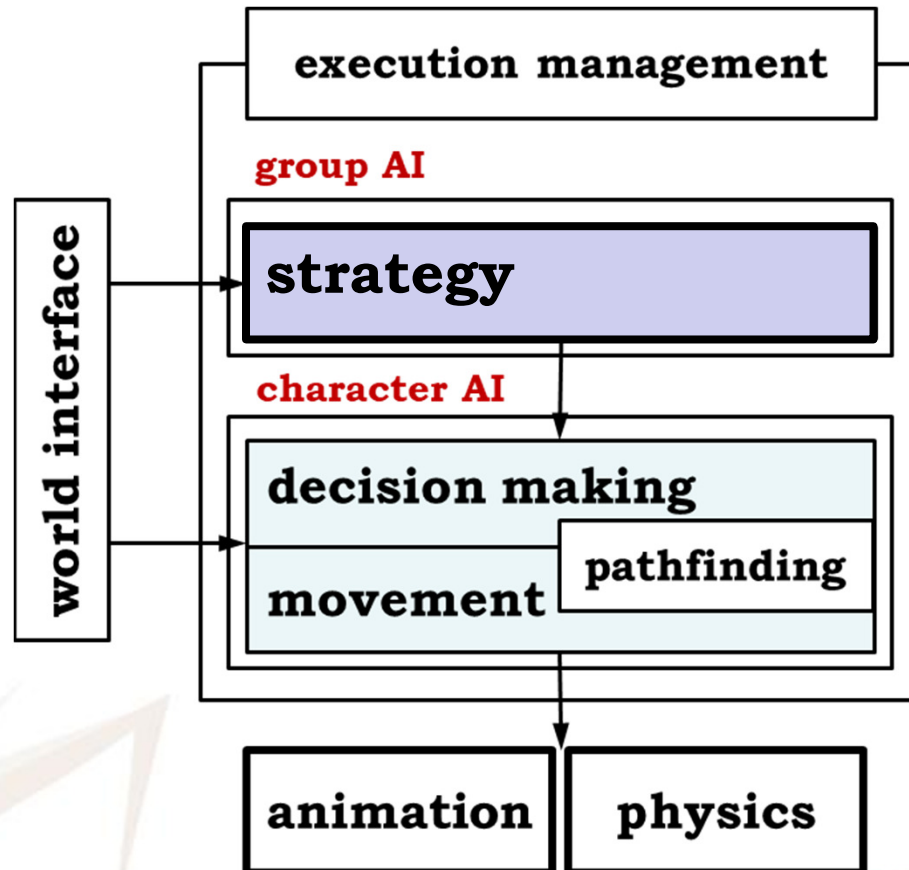 execution management
group AI
world interface
strategy
character AI
decision making
pathfinding
movement
animation
physics